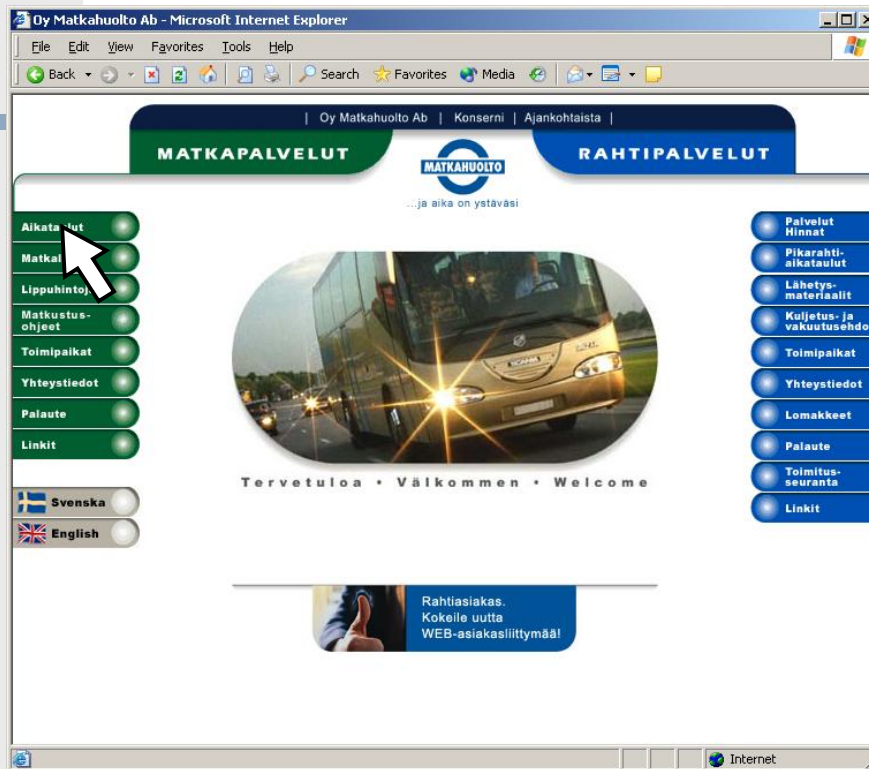 Oy Matkahuolto Ab - Microsoft Internet Explorer
File Edit View Favorites Tools Help
Back Search Favorites Media
| Oy Matkahuolto Ab | Konserni | Ajankohtaista |
MATKAPALVELUT
MATKAHUOLTO
RAHTIPALVELUT
...ja aika on ystäväsi
Matkustus-
ohjeet
Toimipaikat
Yhteystiedot
Palaute
Linkit
Svenska
English
SCANIA
Tervetuloa • Välkommen • Welcome
Palvelut
Hinnat
Pikarahti-
aikataulut
Lähetys-
materiaalit
Kuljetus- ja
vakuutusehdo
Toimipaikat
Yhteystiedot
Lomakkeet
Palaute
Toimitus-
seuranta
Linkit
Rahtiasiakas.
Kokeile uutta
WEB-asiakasliittymää!
Internet